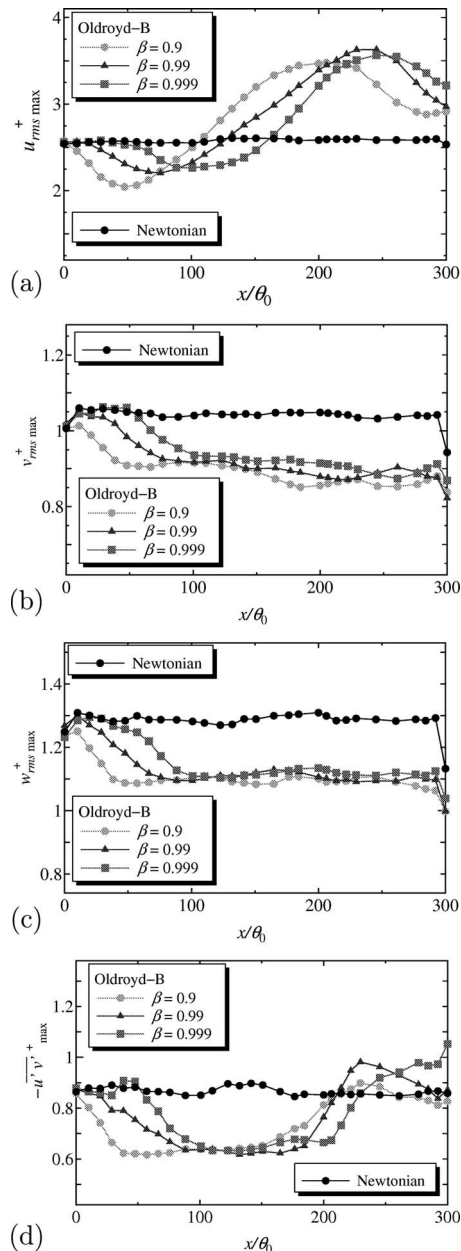 4
3
2
u⁺rms max
Oldroyd−B
β = 0.9
β = 0.99
β = 0.999
Newtonian
0 100 200 300
x/θ₀
(a)
1.2
1
0.8
v⁺rms max
Newtonian
Oldroyd−B
β = 0.9
β = 0.99
β = 0.999
0 100 200 300
x/θ₀
(b)
1.4
1.2
1
0.8
w⁺rms max
Newtonian
Oldroyd−B
β = 0.9
β = 0.99
β = 0.999
0 100 200 300
x/θ₀
(c)
1.2
1
0.8
0.6
−u' v'⁺ max
Oldroyd−B
β = 0.9
β = 0.99
β = 0.999
Newtonian
0 100 200 300
x/θ₀
(d)